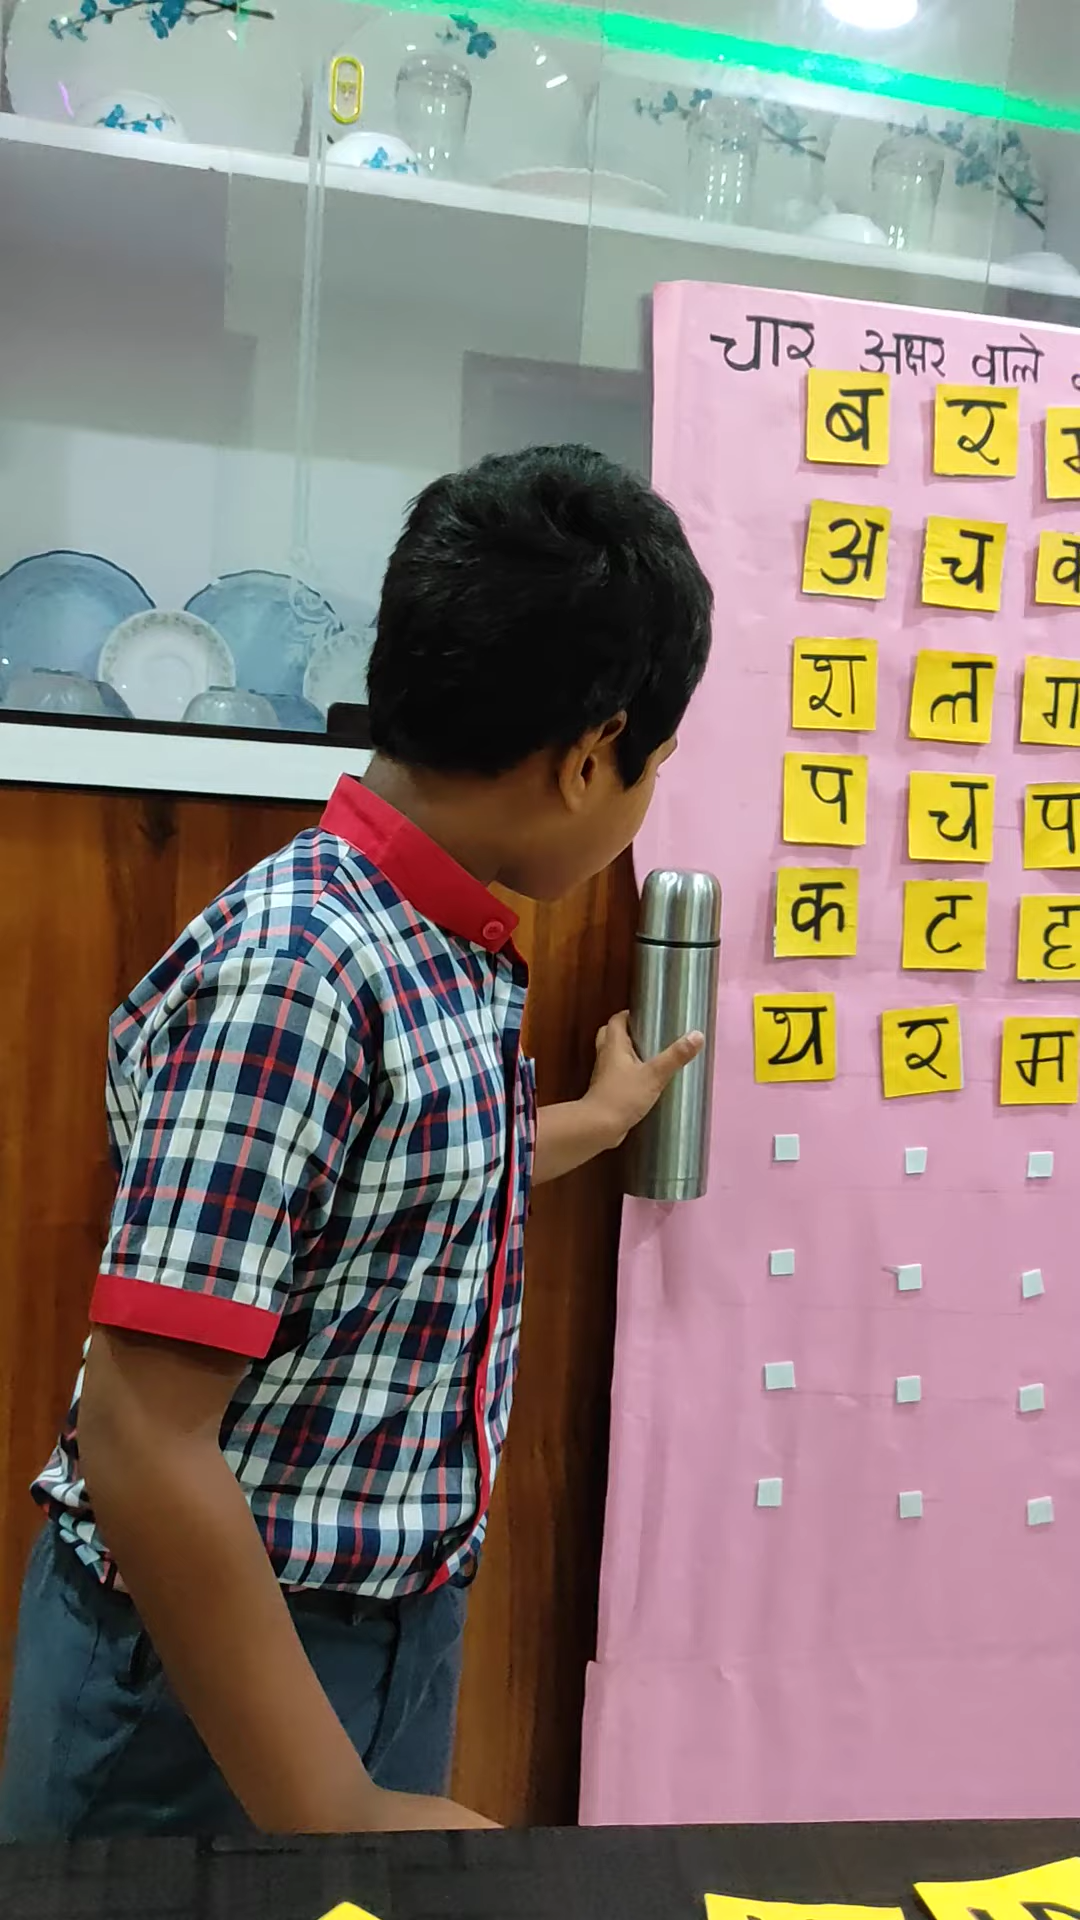 चार अक्षर वाले
ब र
अ च
श ल ग
प च प
क ट ह
थ र म